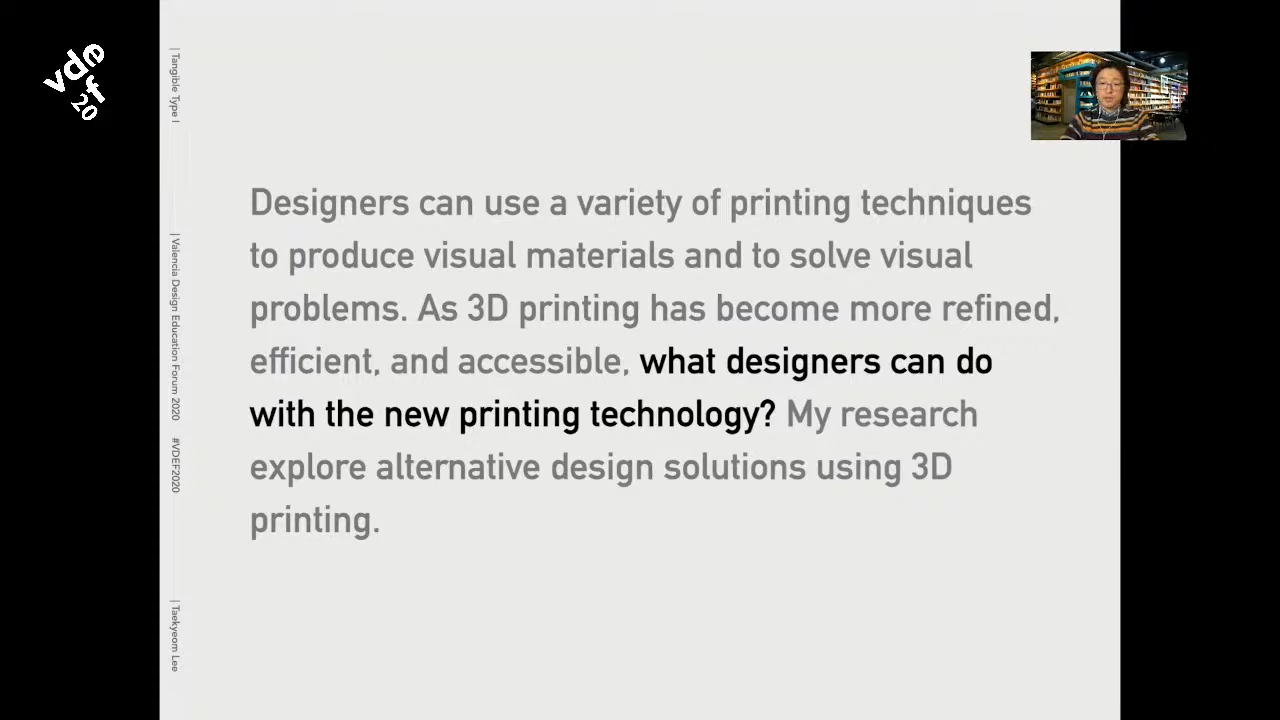 vde
f
20
| Tangible Type |
| Valencia Design Education Forum 2020 #VDEF2020
| Taekyeom Lee
Designers can use a variety of printing techniques
to produce visual materials and to solve visual
problems. As 3D printing has become more refined,
efficient, and accessible, what designers can do
with the new printing technology? My research
explore alternative design solutions using 3D
printing.